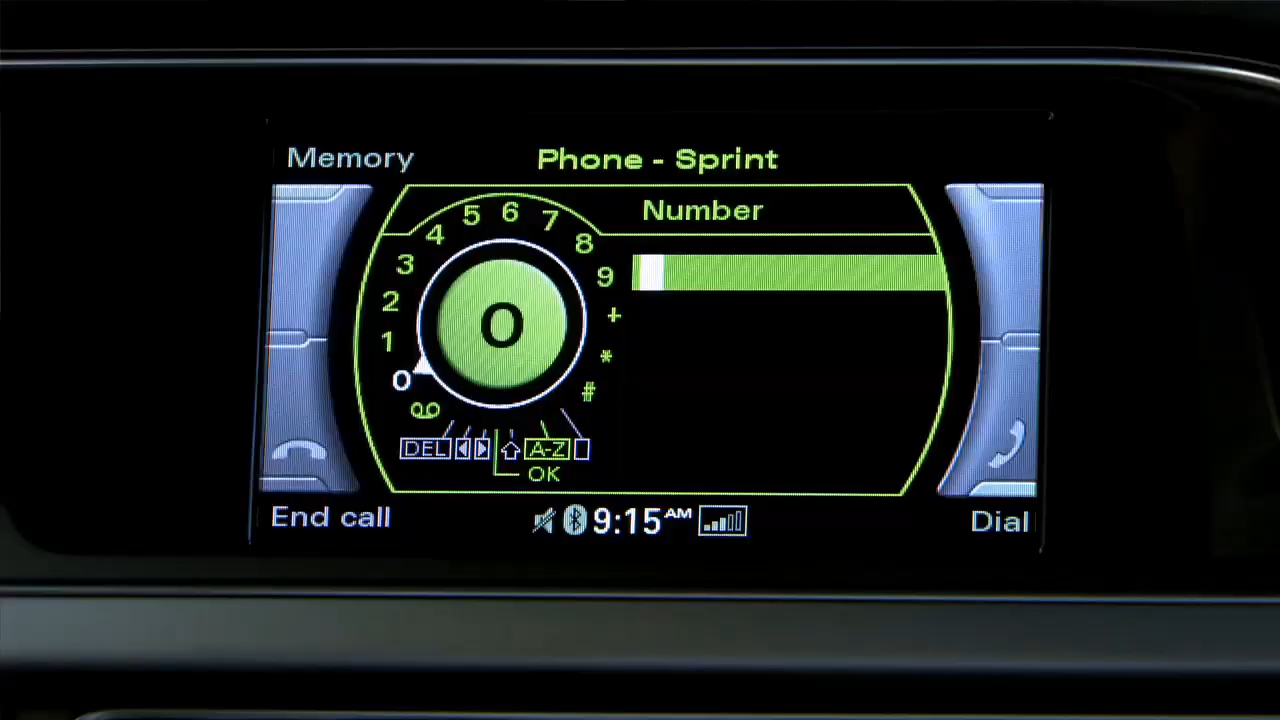 Memory
Phone - Sprint
Number
0
0
1
2
3
4
5
6
7
8
9
+
*
#
DEL
A-Z
OK
End call
9:15 AM
Dial